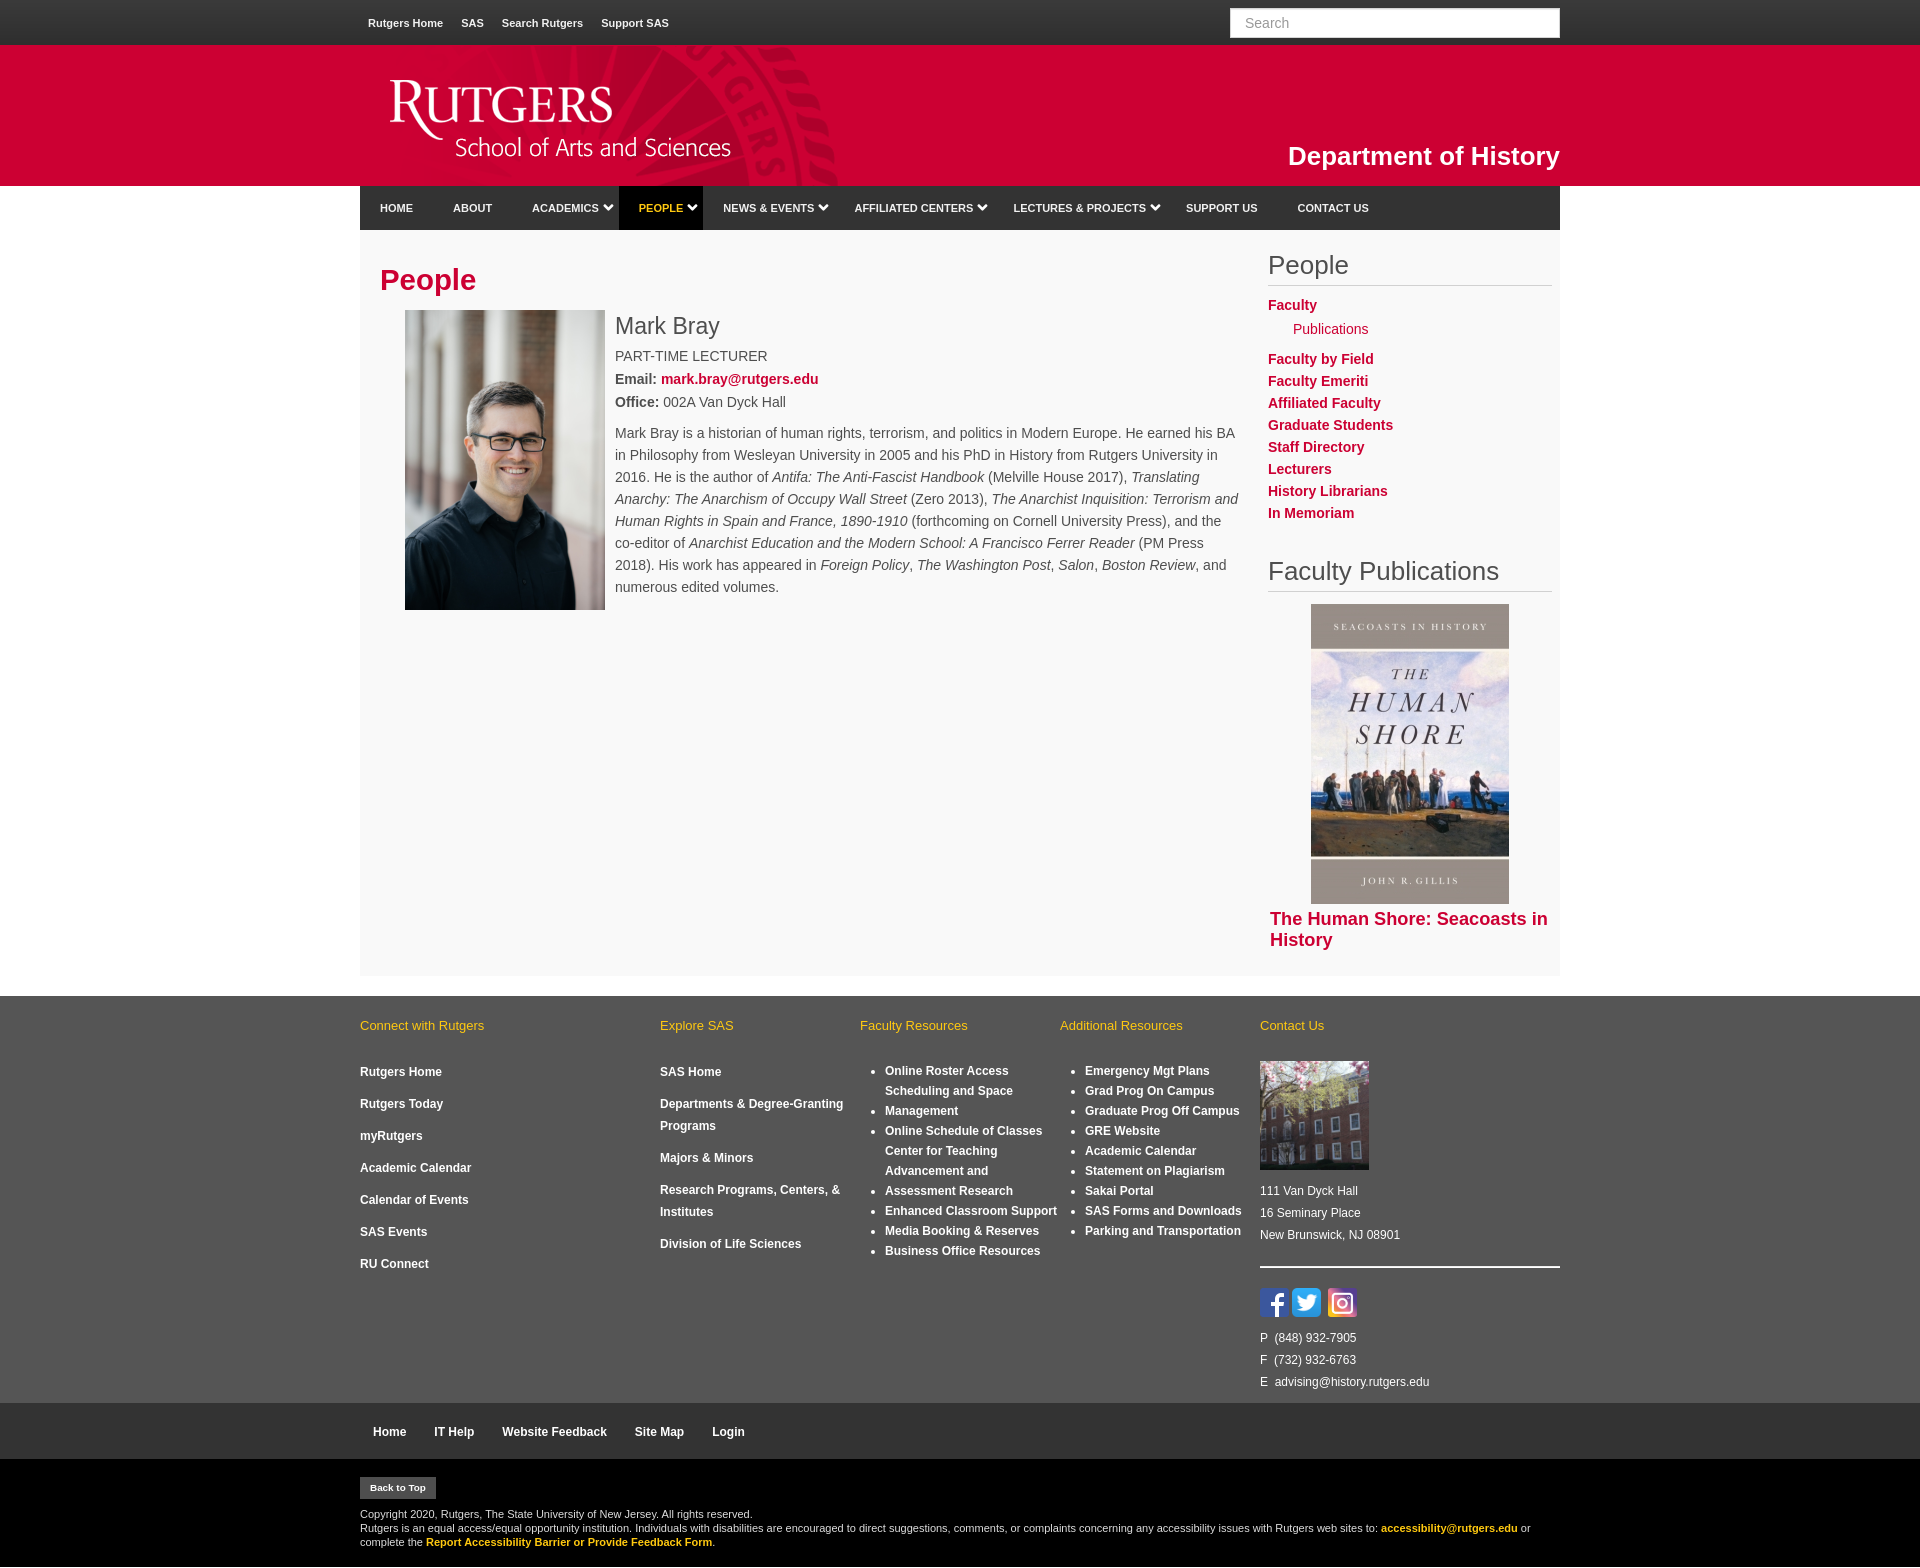 Rutgers Home SAS Search Rutgers Support SAS
Search
RUTGERS
School of Arts and Sciences
RUTGERS
Department of History
HOME ABOUT ACADEMICS PEOPLE NEWS & EVENTS AFFILIATED CENTERS LECTURES & PROJECTS SUPPORT US CONTACT US
People
Mark Bray
PART-TIME LECTURER
Email: mark.bray@rutgers.edu
Office: 002A Van Dyck Hall
Mark Bray is a historian of human rights, terrorism, and politics in Modern Europe. He earned his BA
in Philosophy from Wesleyan University in 2005 and his PhD in History from Rutgers University in
2016. He is the author of Antifa: The Anti-Fascist Handbook (Melville House 2017), Translating
Anarchy: The Anarchism of Occupy Wall Street (Zero 2013), The Anarchist Inquisition: Terrorism and
Human Rights in Spain and France, 1890-1910 (forthcoming on Cornell University Press), and the
co-editor of Anarchist Education and the Modern School: A Francisco Ferrer Reader (PM Press
2018). His work has appeared in Foreign Policy, The Washington Post, Salon, Boston Review, and
numerous edited volumes.
People
Faculty
Publications
Faculty by Field
Faculty Emeriti
Affiliated Faculty
Graduate Students
Staff Directory
Lecturers
History Librarians
In Memoriam
Faculty Publications
SEACOASTS IN HISTORY
THE
HUMAN
SHORE
JOHN R. GILLIS
The Human Shore: Seacoasts in
History
Connect with Rutgers
Rutgers Home
Rutgers Today
myRutgers
Academic Calendar
Calendar of Events
SAS Events
RU Connect
Explore SAS
SAS Home
Departments & Degree-Granting
Programs
Majors & Minors
Research Programs, Centers, &
Institutes
Division of Life Sciences
Faculty Resources
Online Roster Access
Scheduling and Space
Management
Online Schedule of Classes
Center for Teaching
Advancement and
Assessment Research
Enhanced Classroom Support
Media Booking & Reserves
Business Office Resources
Additional Resources
Emergency Mgt Plans
Grad Prog On Campus
Graduate Prog Off Campus
GRE Website
Academic Calendar
Statement on Plagiarism
Sakai Portal
SAS Forms and Downloads
Parking and Transportation
Contact Us
111 Van Dyck Hall
16 Seminary Place
New Brunswick, NJ 08901
P (848) 932-7905
F (732) 932-6763
E advising@history.rutgers.edu
Home IT Help Website Feedback Site Map Login
Back to Top
Copyright 2020, Rutgers, The State University of New Jersey. All rights reserved.
Rutgers is an equal access/equal opportunity institution. Individuals with disabilities are encouraged to direct suggestions, comments, or complaints concerning any accessibility issues with Rutgers web sites to: accessibility@rutgers.edu or
complete the Report Accessibility Barrier or Provide Feedback Form.